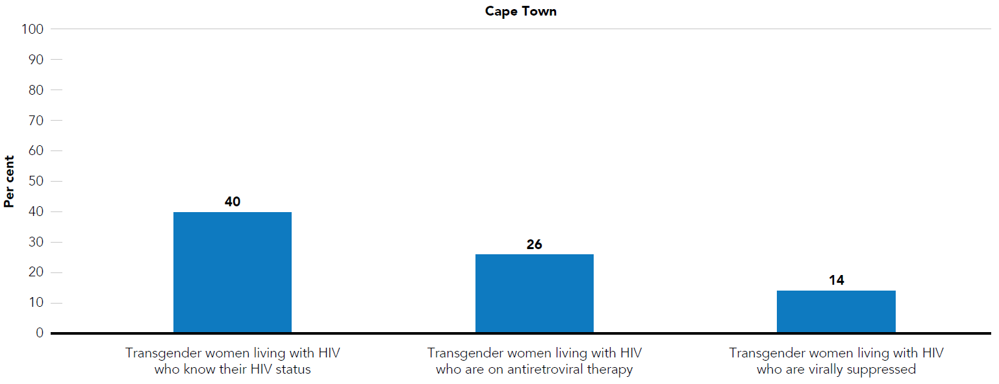 Cape Town
Per cent
100
90
80
70
60
50
40
30
20
10
0
40
26
14
Transgender women living with HIV
who know their HIV status
Transgender women living with HIV
who are on antiretroviral therapy
Transgender women living with HIV
who are virally suppressed